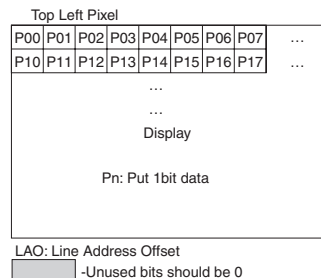 Top Left Pixel
P00 P01 P02 P03 P04 P05 P06 P07 …
P10 P11 P12 P13 P14 P15 P16 P17 …
…
…
Display
Pn: Put 1bit data
LAO: Line Address Offset
-Unused bits should be 0